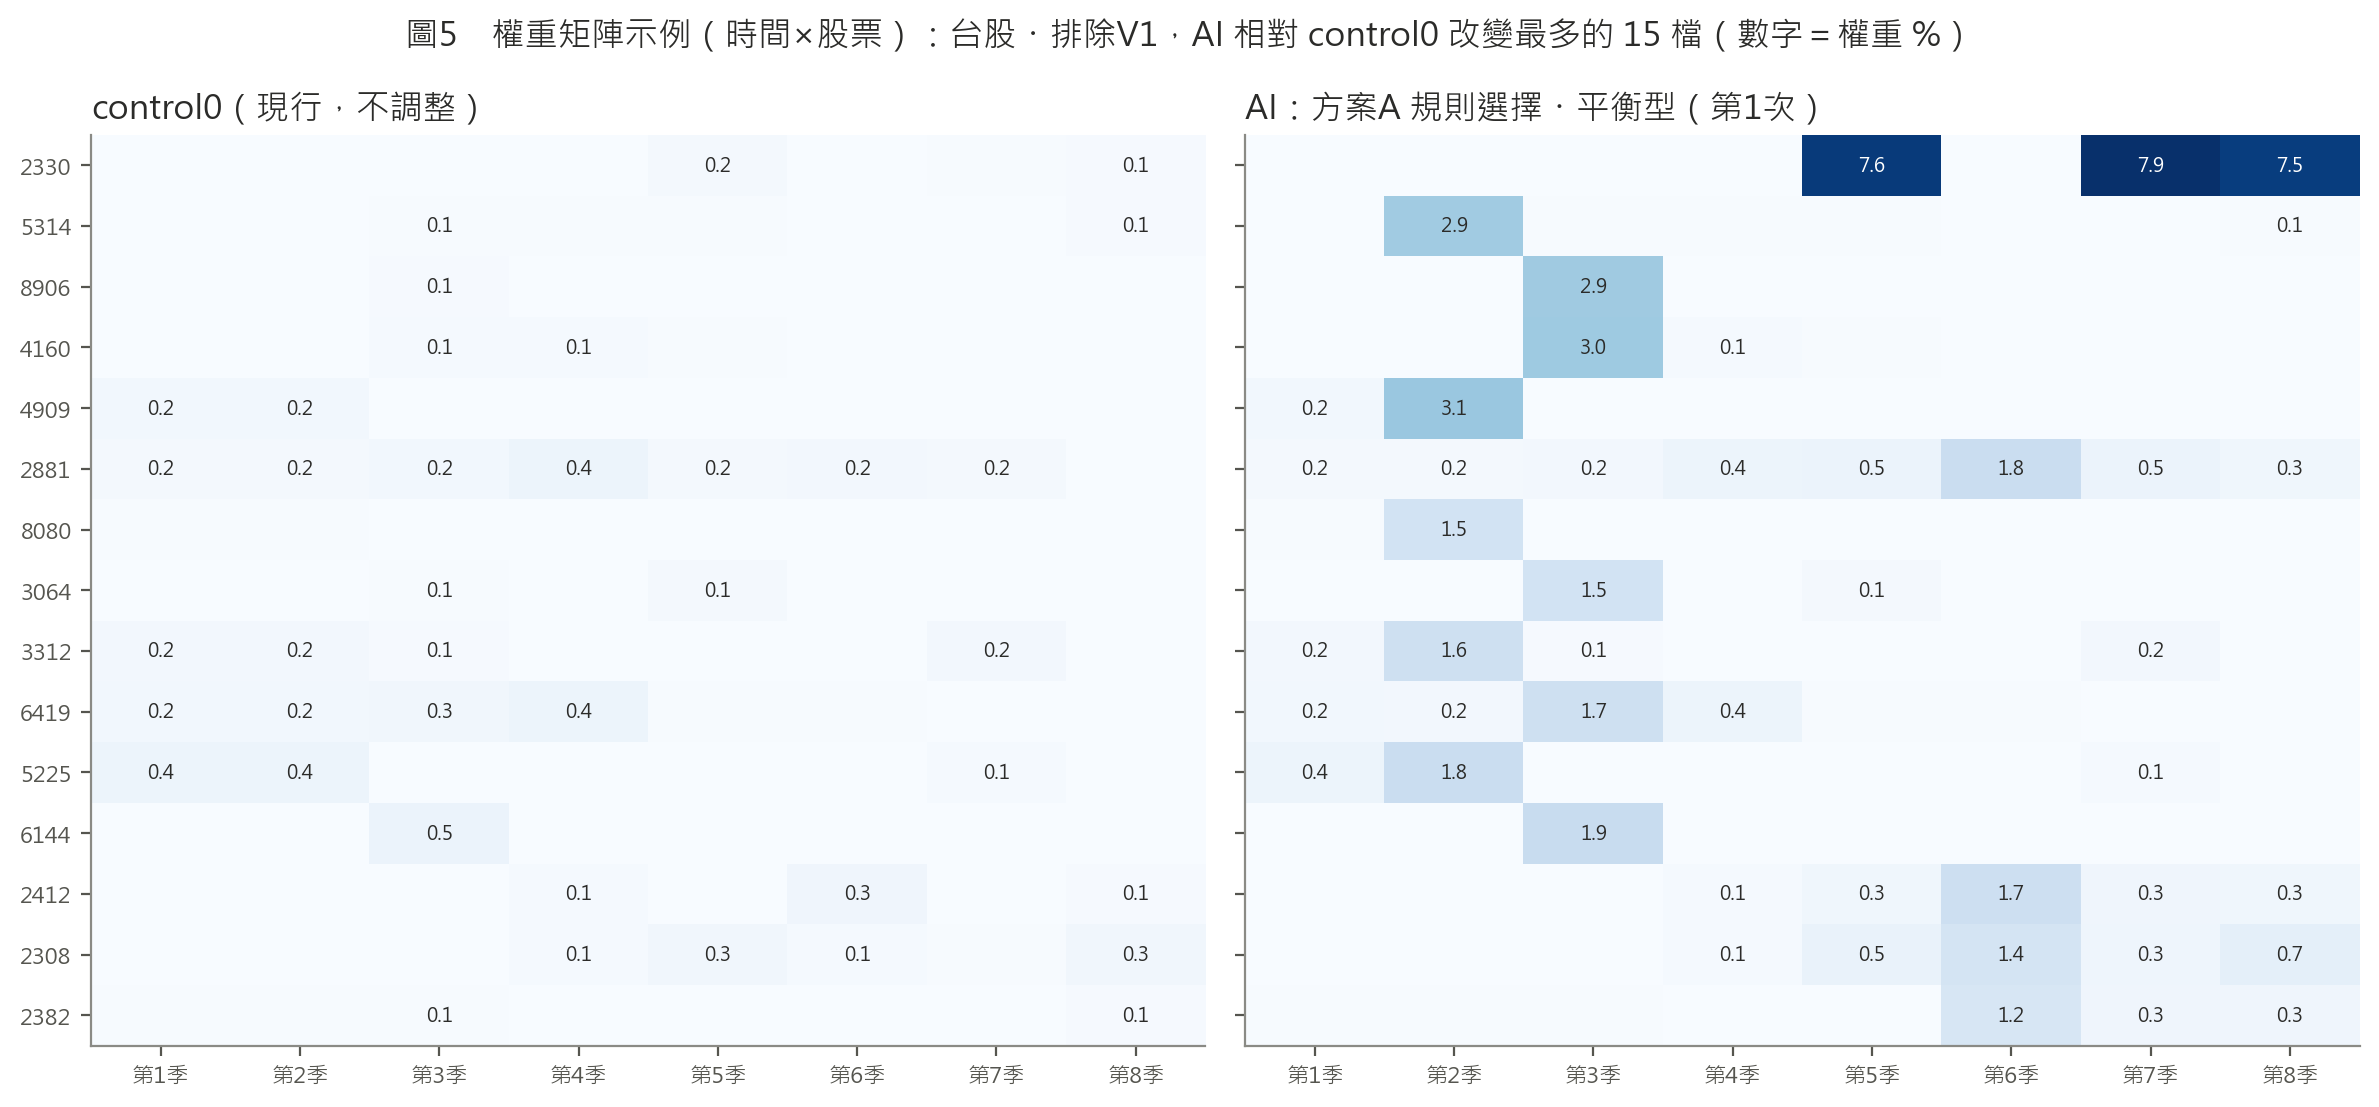 圖5　權重矩陣示例（時間×股票）：台股．排除V1，AI 相對 control0 改變最多的 15 檔（數字＝權重 %）
control0（現行，不調整）
2330 0.2 0.1
5314 0.1 0.1
8906 0.1
4160 0.1 0.1
4909 0.2 0.2
2881 0.2 0.2 0.2 0.4 0.2 0.2 0.2
8080
3064 0.1 0.1
3312 0.2 0.2 0.1 0.2
6419 0.2 0.2 0.3 0.4
5225 0.4 0.4 0.1
6144 0.5
2412 0.1 0.3 0.1
2308 0.1 0.3 0.1 0.3
2382 0.1 0.1
第1季 第2季 第3季 第4季 第5季 第6季 第7季 第8季
AI：方案A 規則選擇．平衡型（第1次）
7.6 7.9 7.5
2.9 0.1
2.9
3.0 0.1
0.2 3.1
0.2 0.2 0.2 0.4 0.5 1.8 0.5 0.3
1.5
1.5 0.1
0.2 1.6 0.1 0.2
0.2 0.2 1.7 0.4
0.4 1.8 0.1
1.9
0.1 0.3 1.7 0.3 0.3
0.1 0.5 1.4 0.3 0.7
1.2 0.3 0.3
第1季 第2季 第3季 第4季 第5季 第6季 第7季 第8季